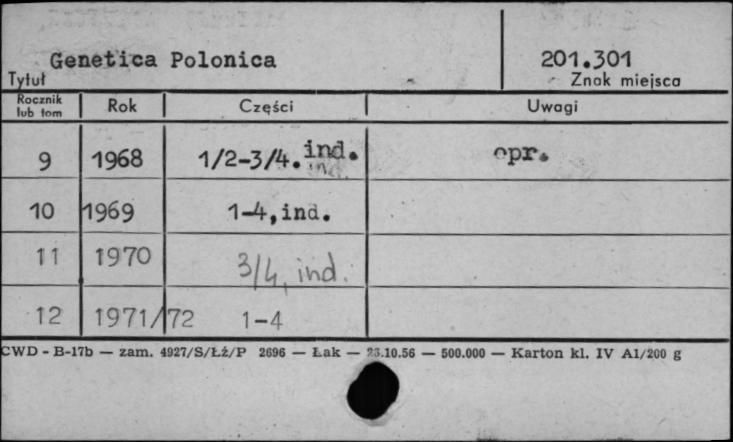 Genetica Polonica 201.301
Tytuł Znak miejsca
Rocznik lub tom Rok Części Uwagi
9 1968 1/2-3/4. ind. opr.
10 1969 1-4, ind.
11 1970 3/4, ind.
12 1971/72 1-4
CWD - B-17b — zam. 4927/S/Łż/P 2696 — Łak — 23.10.56 — 500.000 — Karton kl. IV A1/200 g